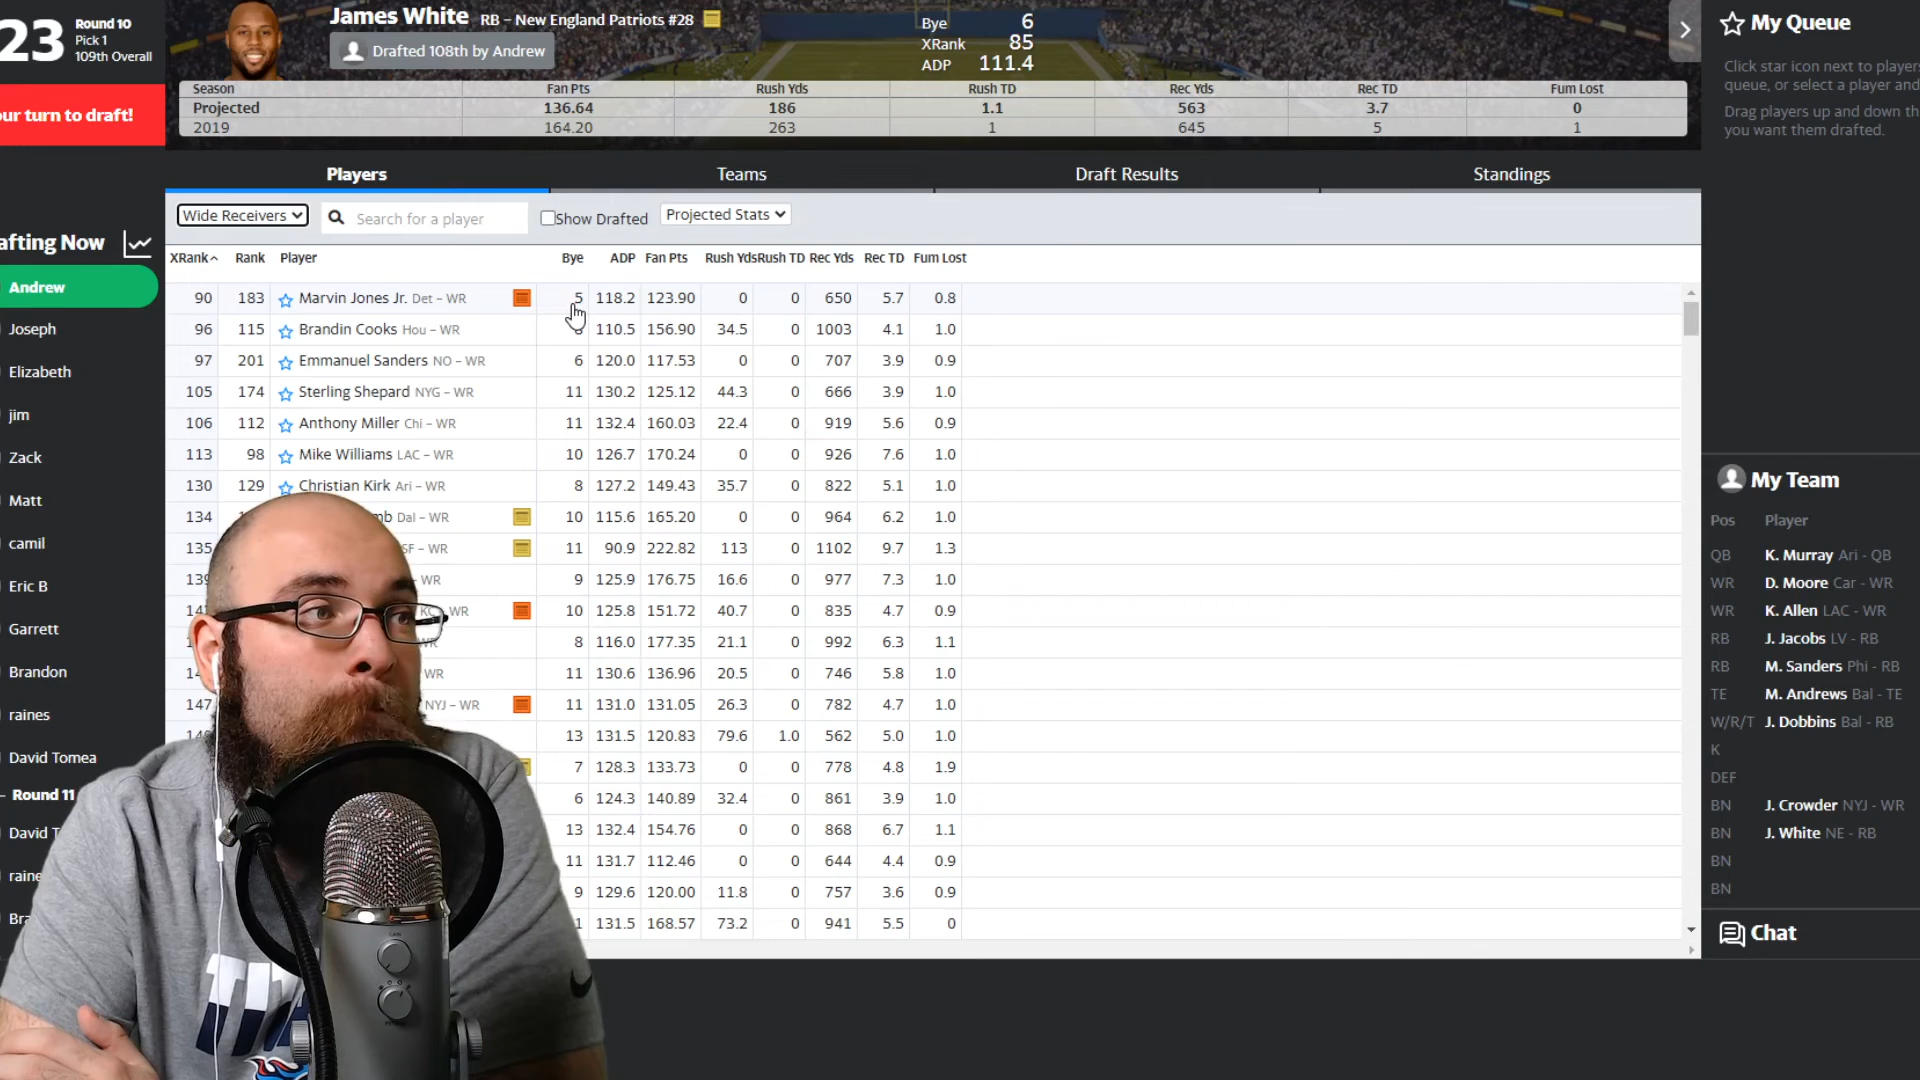 23
Round 10
Pick 1
109th Overall
our turn to draft!
James White RB – New England Patriots #28
Drafted 108th by Andrew
Bye 6
XRank 85
ADP 111.4
Season Fan Pts Rush Yds Rush TD Rec Yds Rec TD Fum Lost
Projected 136.64 186 1.1 563 3.7 0
2019 164.20 263 1 645 5 1
Players Teams Draft Results Standings
Wide Receivers Search for a player Show Drafted Projected Stats
XRank Rank Player Bye ADP Fan Pts Rush Yds Rush TD Rec Yds Rec TD Fum Lost
90 183 Marvin Jones Jr. Det – WR 5 118.2 123.90 0 0 650 5.7 0.8
96 115 Brandin Cooks Hou – WR 110.5 156.90 34.5 0 1003 4.1 1.0
97 201 Emmanuel Sanders NO – WR 6 120.0 117.53 0 0 707 3.9 0.9
105 174 Sterling Shepard NYG – WR 11 130.2 125.12 44.3 0 666 3.9 1.0
106 112 Anthony Miller Chi – WR 11 132.4 160.03 22.4 0 919 5.6 0.9
113 98 Mike Williams LAC – WR 10 126.7 170.24 0 0 926 7.6 1.0
130 129 Christian Kirk Ari – WR 8 127.2 149.43 35.7 0 822 5.1 1.0
134 mb Dal – WR 10 115.6 165.20 0 0 964 6.2 1.0
135 SF – WR 11 90.9 222.82 113 0 1102 9.7 1.3
139 WR 9 125.9 176.75 16.6 0 977 7.3 1.0
KC – WR 10 125.8 151.72 40.7 0 835 4.7 0.9
WR 8 116.0 177.35 21.1 0 992 6.3 1.1
WR 11 130.6 136.96 20.5 0 746 5.8 1.0
147 NYJ – WR 11 131.0 131.05 26.3 0 782 4.7 1.0
13 131.5 120.83 79.6 1.0 562 5.0 1.0
7 128.3 133.73 0 0 778 4.8 1.9
6 124.3 140.89 32.4 0 861 3.9 1.0
13 132.4 154.76 0 0 868 6.7 1.1
11 131.7 112.46 0 0 644 4.4 0.9
9 129.6 120.00 11.8 0 757 3.6 0.9
1 131.5 168.57 73.2 0 941 5.5 0
afting Now
Andrew
Joseph
Elizabeth
jim
Zack
Matt
camil
Eric B
Garrett
Brandon
raines
David Tomea
Round 11
David T
raine
Bra
My Queue
Click star icon next to players
queue, or select a player and
Drag players up and down th
you want them drafted.
My Team
Pos Player
QB K. Murray Ari - QB
WR D. Moore Car - WR
WR K. Allen LAC - WR
RB J. Jacobs LV - RB
RB M. Sanders Phi - RB
TE M. Andrews Bal - TE
W/R/T J. Dobbins Bal - RB
K
DEF
BN J. Crowder NYJ - WR
BN J. White NE - RB
BN
BN
Chat